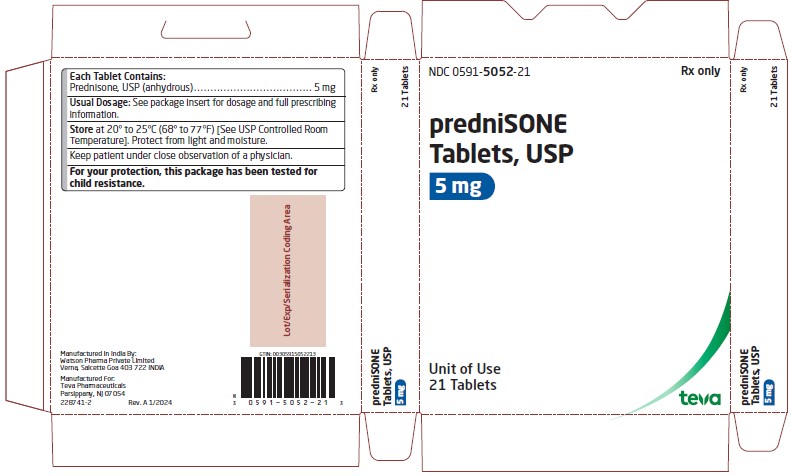 Each Tablet Contains:
Prednisone, USP (anhydrous)................................... 5 mg
Usual Dosage: See package insert for dosage and full prescribing
information.
Store at 20° to 25°C (68° to 77°F) [See USP Controlled Room
Temperature]. Protect from light and moisture.
Keep patient under close observation of a physician.
For your protection, this package has been tested for
child resistance.
Lot/Exp/Serialization Coding Area
Manufactured In India By:
Watson Pharma Private Limited
Verna, Salcette Goa 403 722 INDIA
Manufactured For:
Teva Pharmaceuticals
Parsippany, NJ 07054
228741-2 Rev. A 1/2024
GTIN: 00305915052213
N
3 0591-5052-21 3
Rx only
21 Tablets
predniSONE
Tablets, USP
5 mg
NDC 0591-5052-21 Rx only
predniSONE
Tablets, USP
5 mg
Unit of Use
21 Tablets
teva
Rx only
21 Tablets
predniSONE
Tablets, USP
5 mg